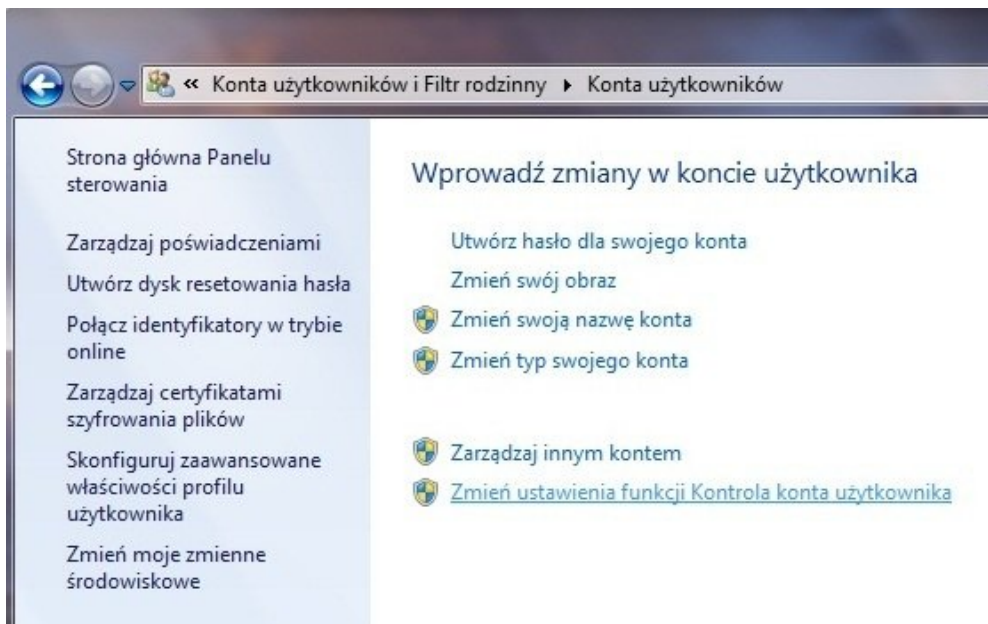 « Konta użytkowników i Filtr rodzinny ▸ Konta użytkowników
Strona główna Panelu
sterowania
Zarządzaj poświadczeniami
Utwórz dysk resetowania hasła
Połącz identyfikatory w trybie
online
Zarządzaj certyfikatami
szyfrowania plików
Skonfiguruj zaawansowane
właściwości profilu
użytkownika
Zmień moje zmienne
środowiskowe
Wprowadź zmiany w koncie użytkownika
Utwórz hasło dla swojego konta
Zmień swój obraz
Zmień swoją nazwę konta
Zmień typ swojego konta
Zarządzaj innym kontem
Zmień ustawienia funkcji Kontrola konta użytkownika